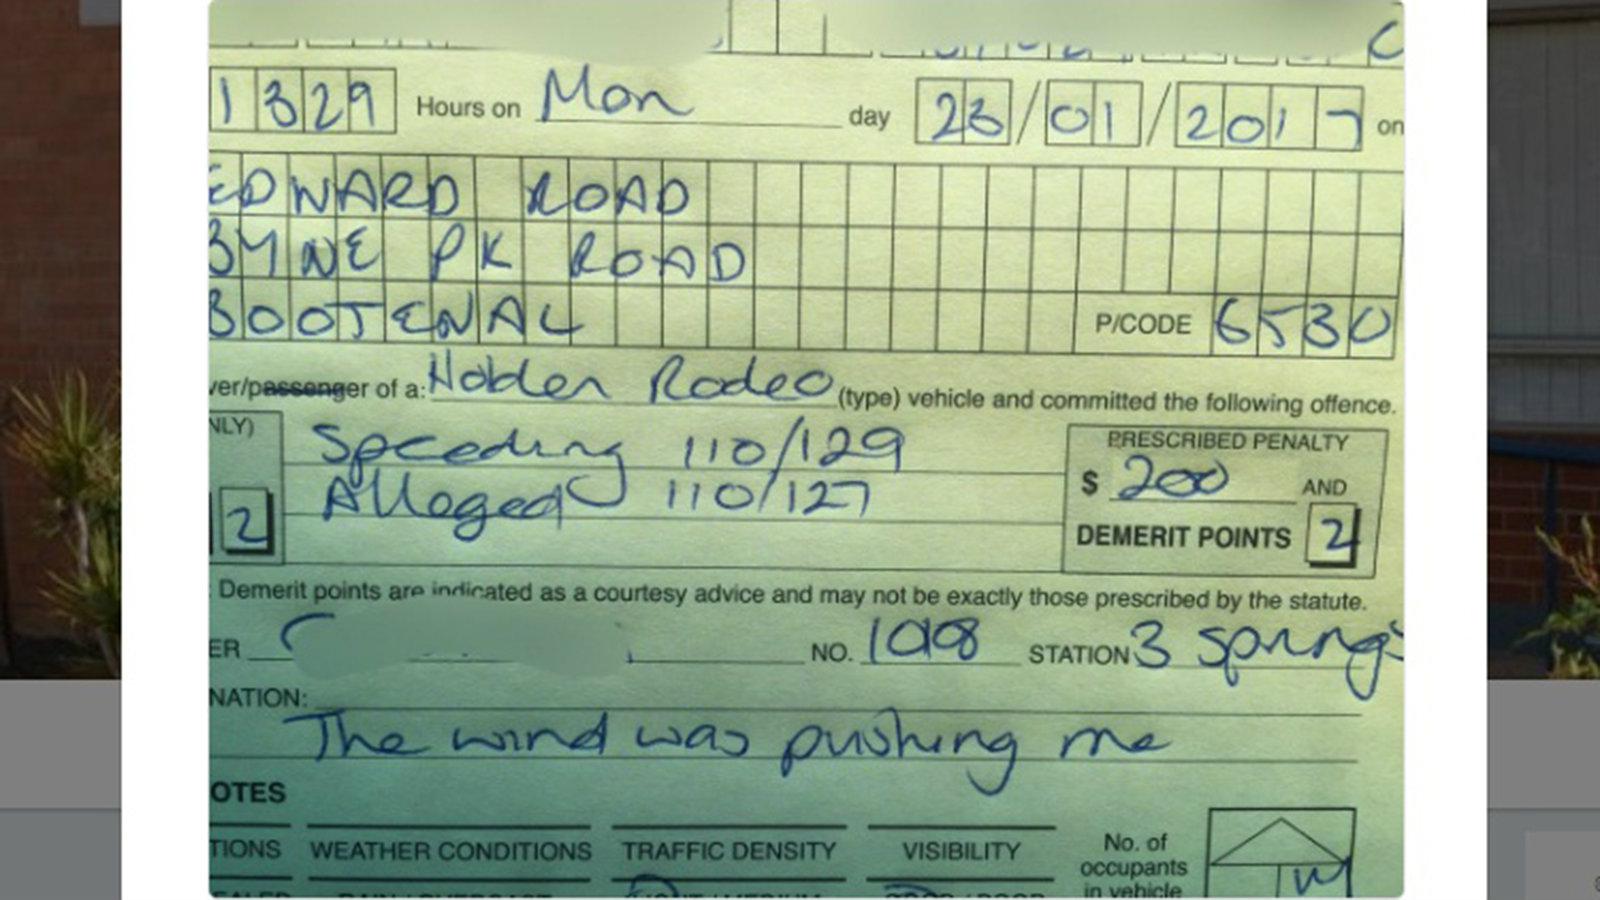 1329 Hours on Mon day 23/01/2017 on
EDWARD ROAD
BYNE PK ROAD
BOOTENAL P/CODE 6530
ver/passenger of a: Holden Rodeo (type) vehicle and committed the following offence.
NLY)
Speeding 110/129
Alleged 110/127
2
PRESCRIBED PENALTY
$ 200 AND
DEMERIT POINTS 2
: Demerit points are indicated as a courtesy advice and may not be exactly those prescribed by the statute.
ER NO. STATION 3 Springs
NATION:
The wind was pushing me
OTES
TIONS WEATHER CONDITIONS TRAFFIC DENSITY VISIBILITY
No. of
occupants
in vehicle